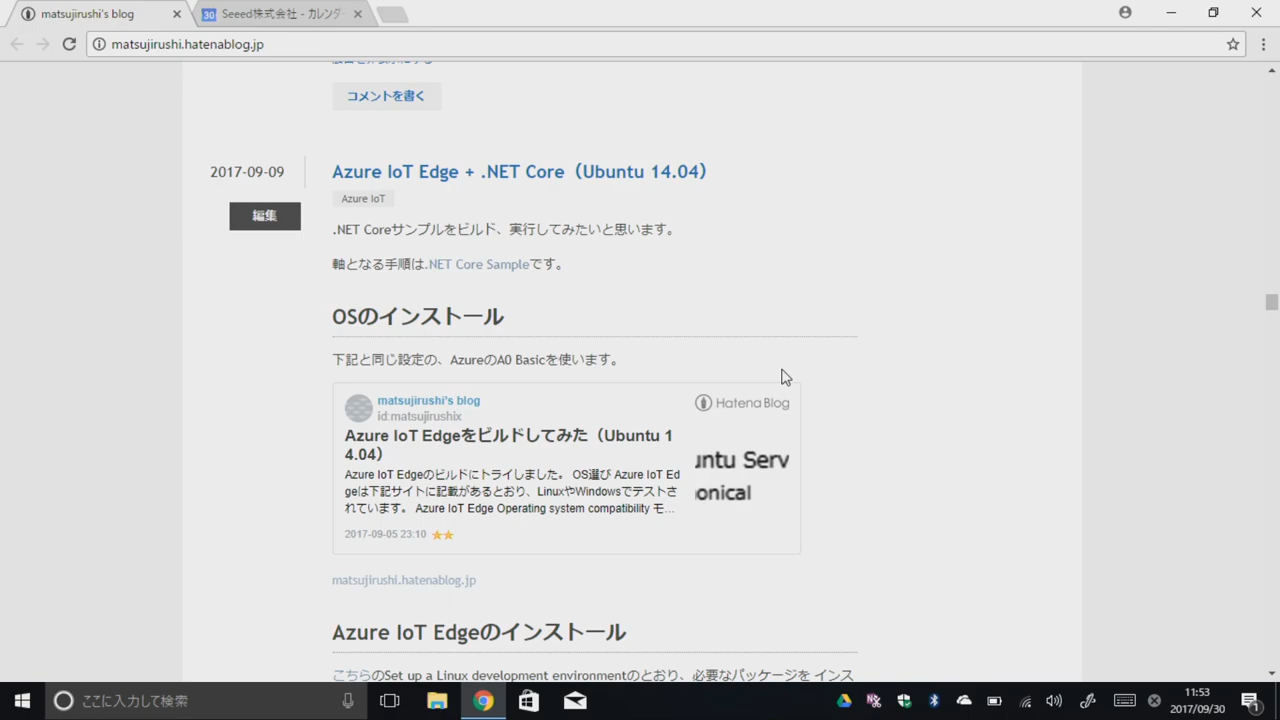 matsujirushi's blog
30 Seeed株式会社 - カレンダ
matsujirushi.hatenablog.jp
コメントを書く
2017-09-09
Azure IoT Edge + .NET Core（Ubuntu 14.04）
編集
Azure IoT
.NET Coreサンプルをビルド、実行してみたいと思います。
軸となる手順は.NET Core Sampleです。
OSのインストール
下記と同じ設定の、AzureのA0 Basicを使います。
matsujirushi's blog
id:matsujirushix
Hatena Blog
Azure IoT Edgeをビルドしてみた（Ubuntu 1
4.04）
Azure IoT Edgeのビルドにトライしました。 OS選び Azure IoT Ed
geは下記サイトに記載があるとおり、LinuxやWindowsでテストさ
れています。 Azure IoT Edge Operating system compatibility モ...
untu Serv
onical
2017-09-05 23:10
matsujirushi.hatenablog.jp
Azure IoT Edgeのインストール
こちらのSet up a Linux development environmentのとおり、必要なパッケージを インス
ここに入力して検索
11:53
2017/09/30
1